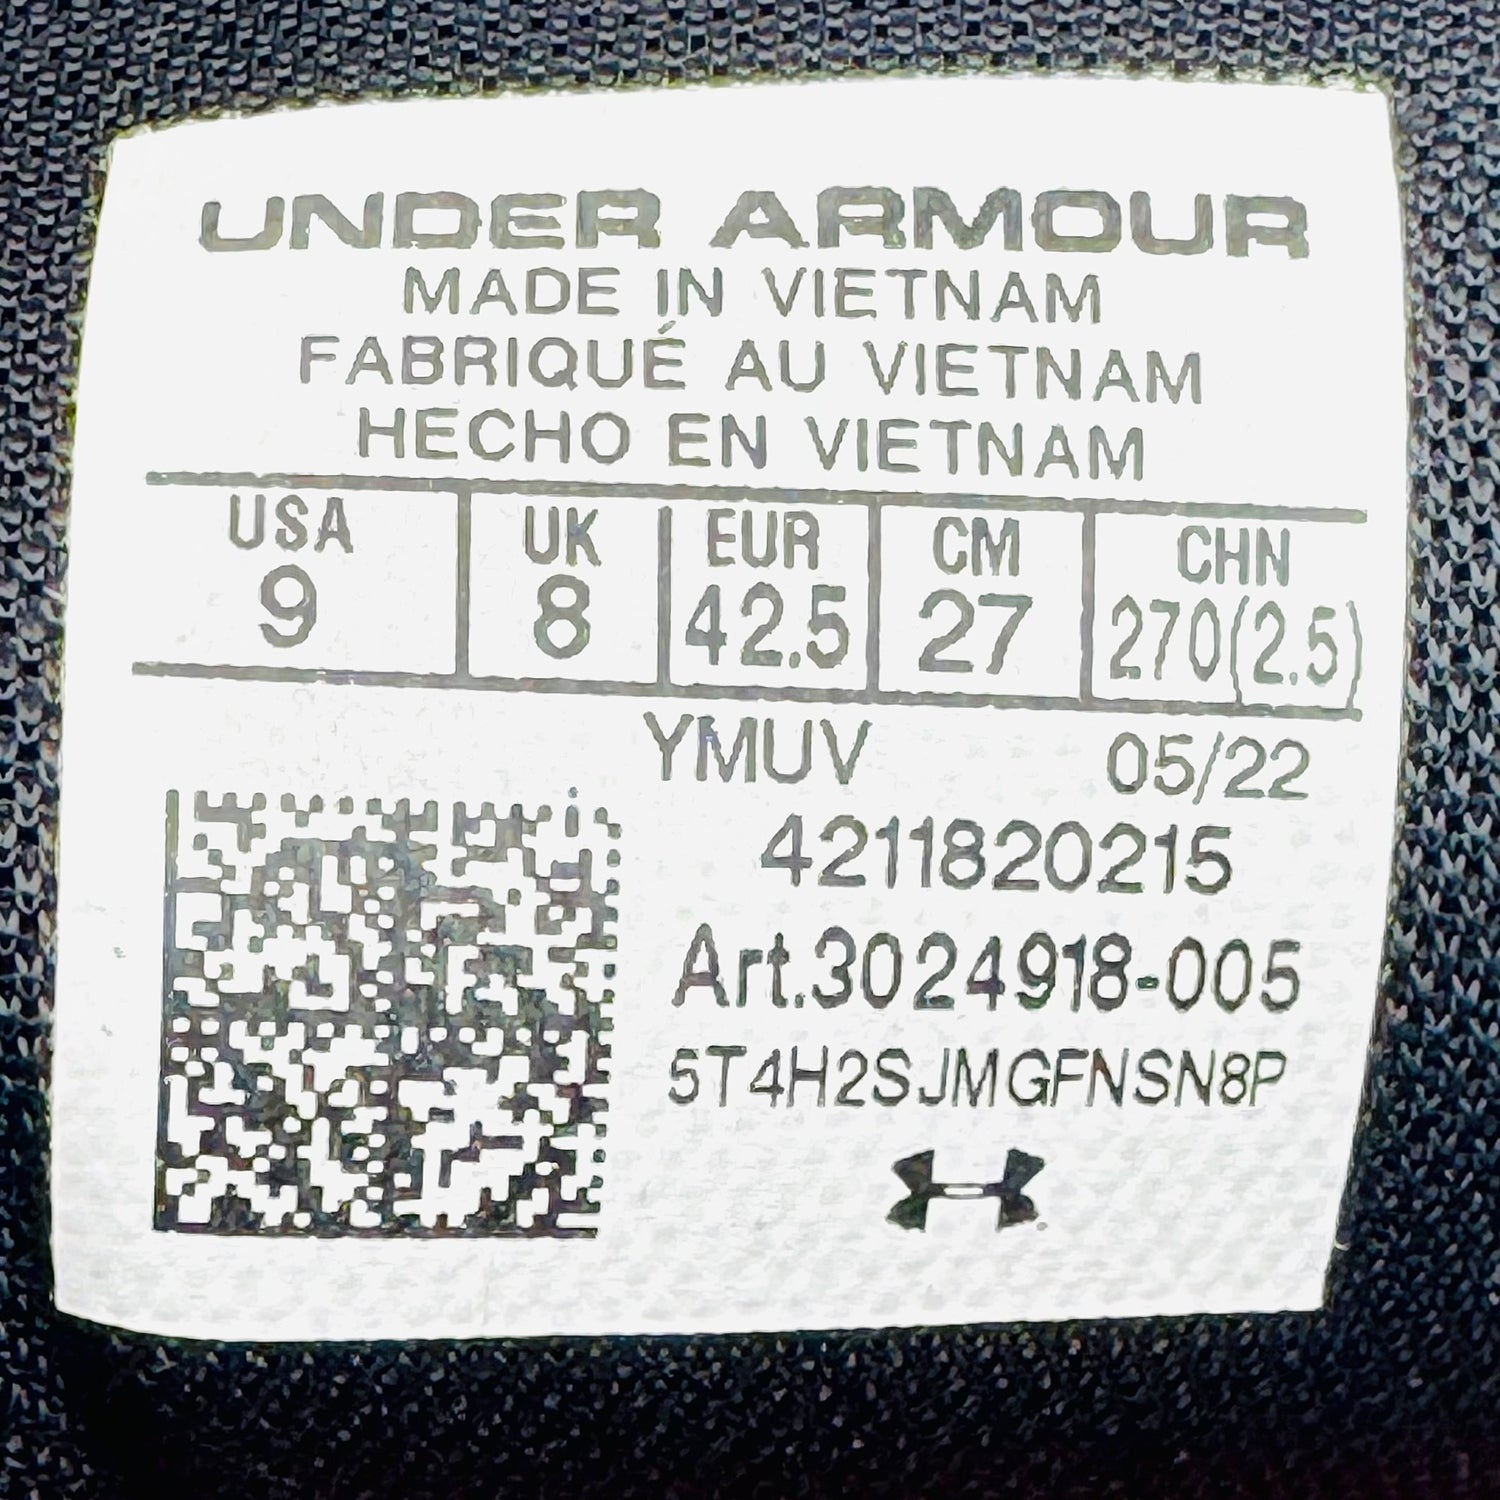 UNDER ARMOUR
MADE IN VIETNAM
FABRIQUÉ AU VIETNAM
HECHO EN VIETNAM
USA UK EUR CM CHN
9 8 42.5 27 270(2.5)
YMUV 05/22
4211820215
Art.3024918-005
5T4H2SJMGFNSN8P